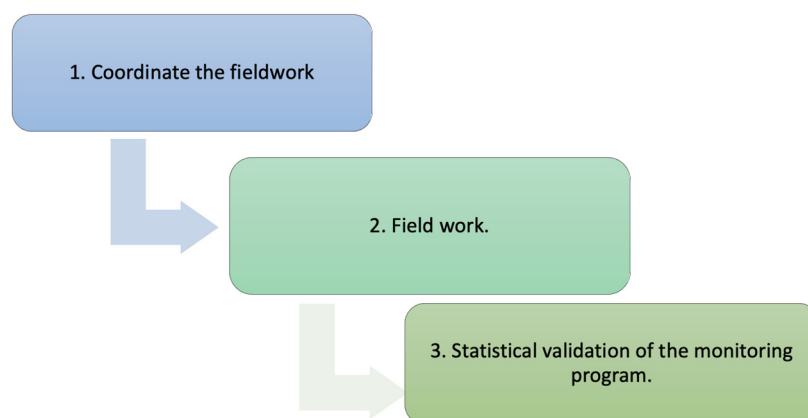 1. Coordinate the fieldwork
2. Field work.
3. Statistical validation of the monitoring
program.